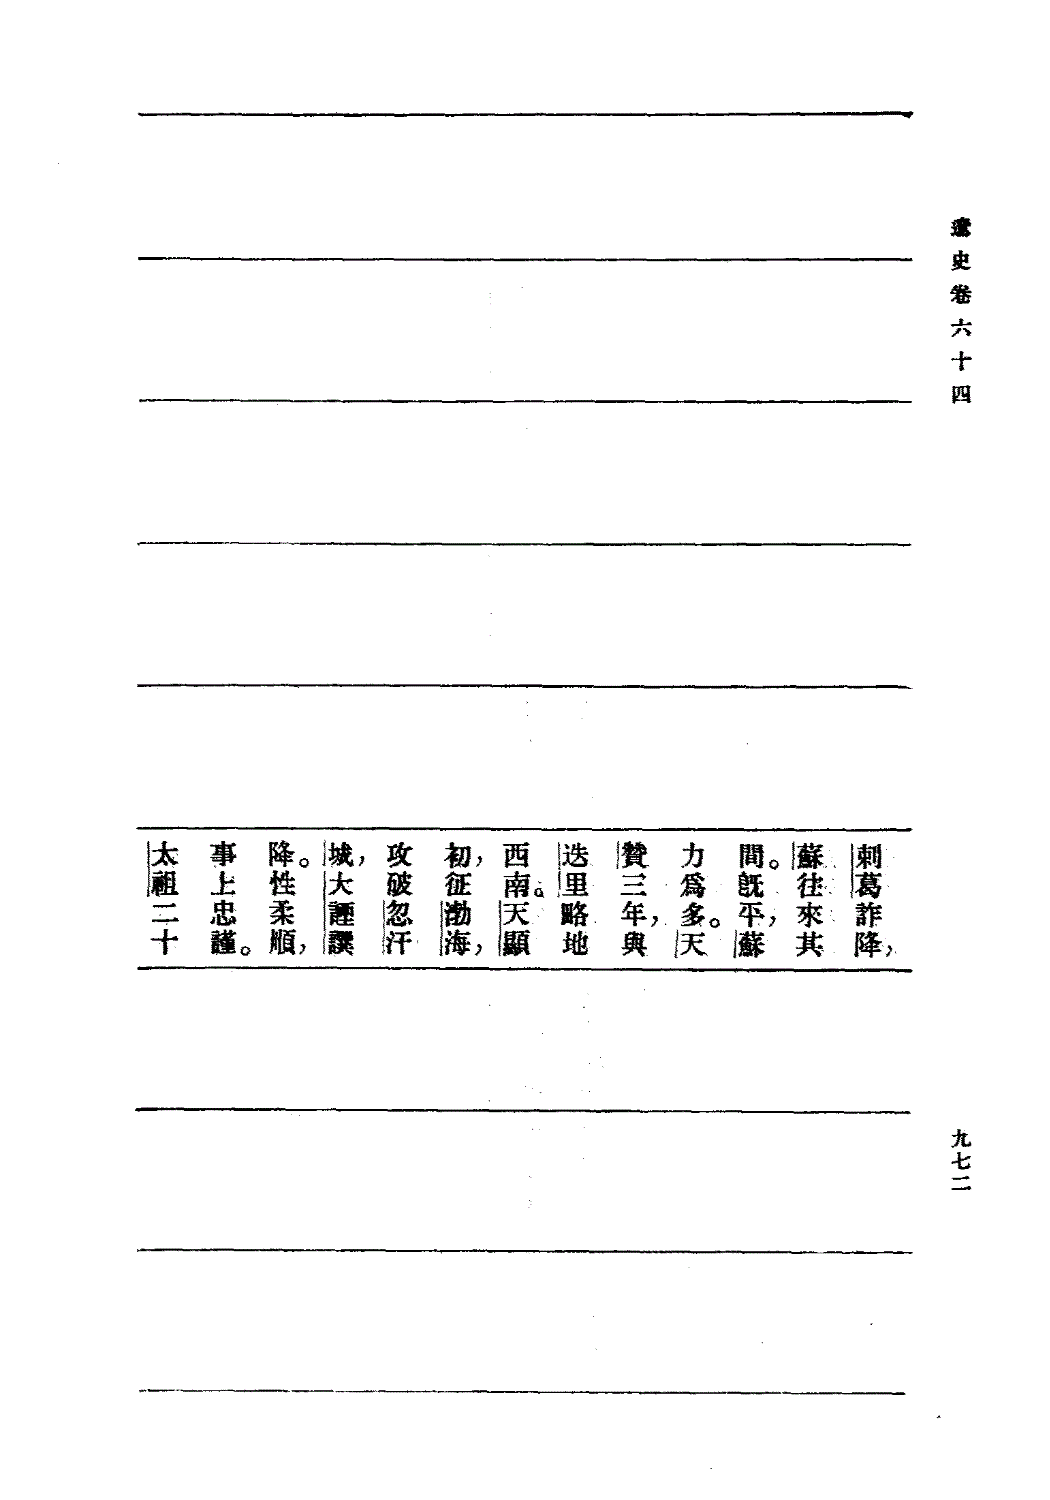 遼史卷六十四
刺葛詐降，
蘇往來其
間。既平，蘇
力爲多。天
贊三年，與
迭里略地
西南。天顯
初，征渤海，
攻破忽汗
城，大諲譔
降。性柔順，
事上忠謹。
太祖二十
九七二